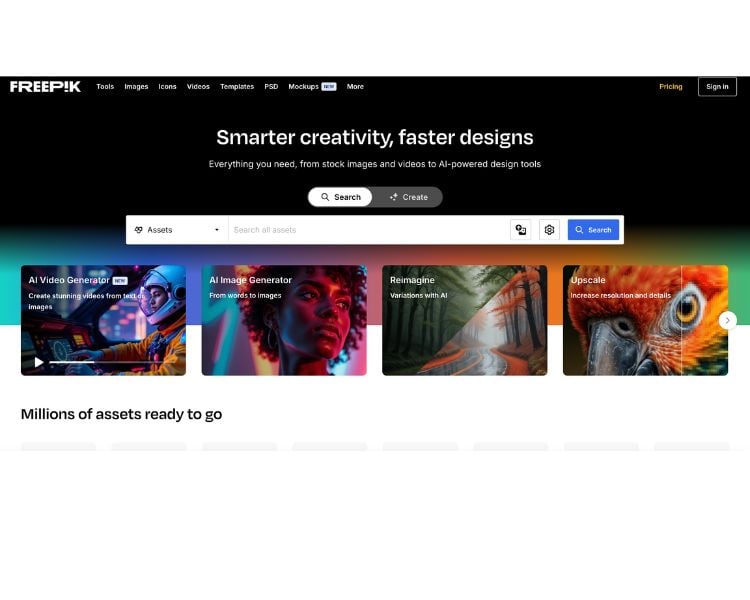 FREEPIK Tools Images Icons Videos Templates PSD Mockups NEW More Pricing Sign in
Smarter creativity, faster designs
Everything you need, from stock images and videos to AI-powered design tools
Search Create
Assets Search all assets Search
AI Video Generator NEW
Create stunning videos from text or
images
AI Image Generator
From words to images
Reimagine
Variations with AI
Upscale
Increase resolution and details
Millions of assets ready to go